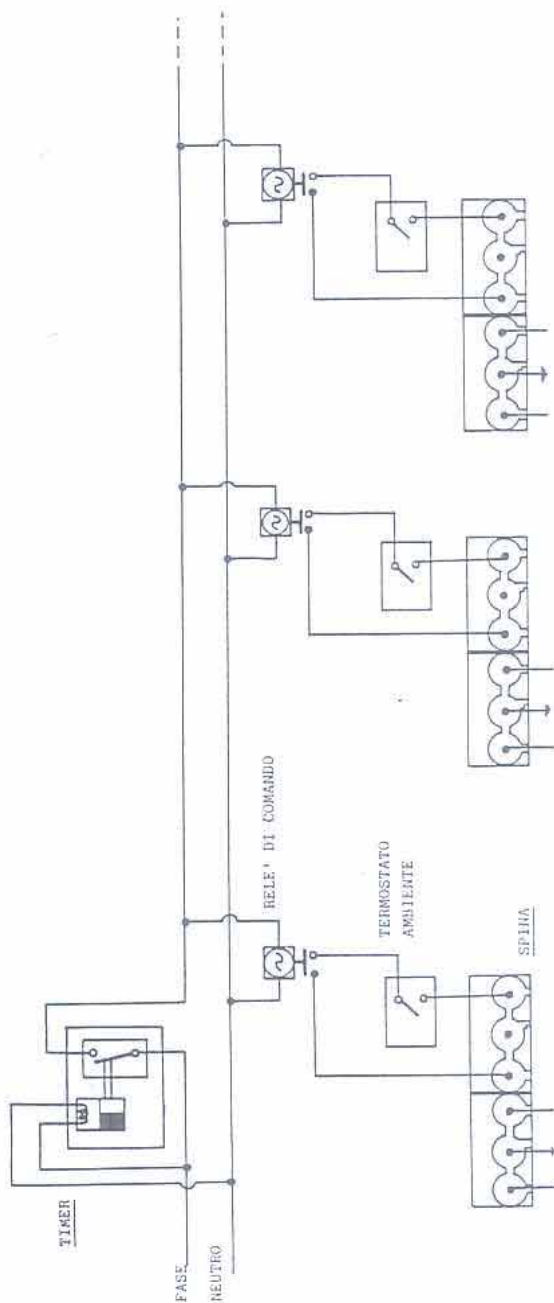 TIMER
FASE
NEUTRO
RELE' DI COMANDO
TERMOSTATO
AMBIENTE
SPINA